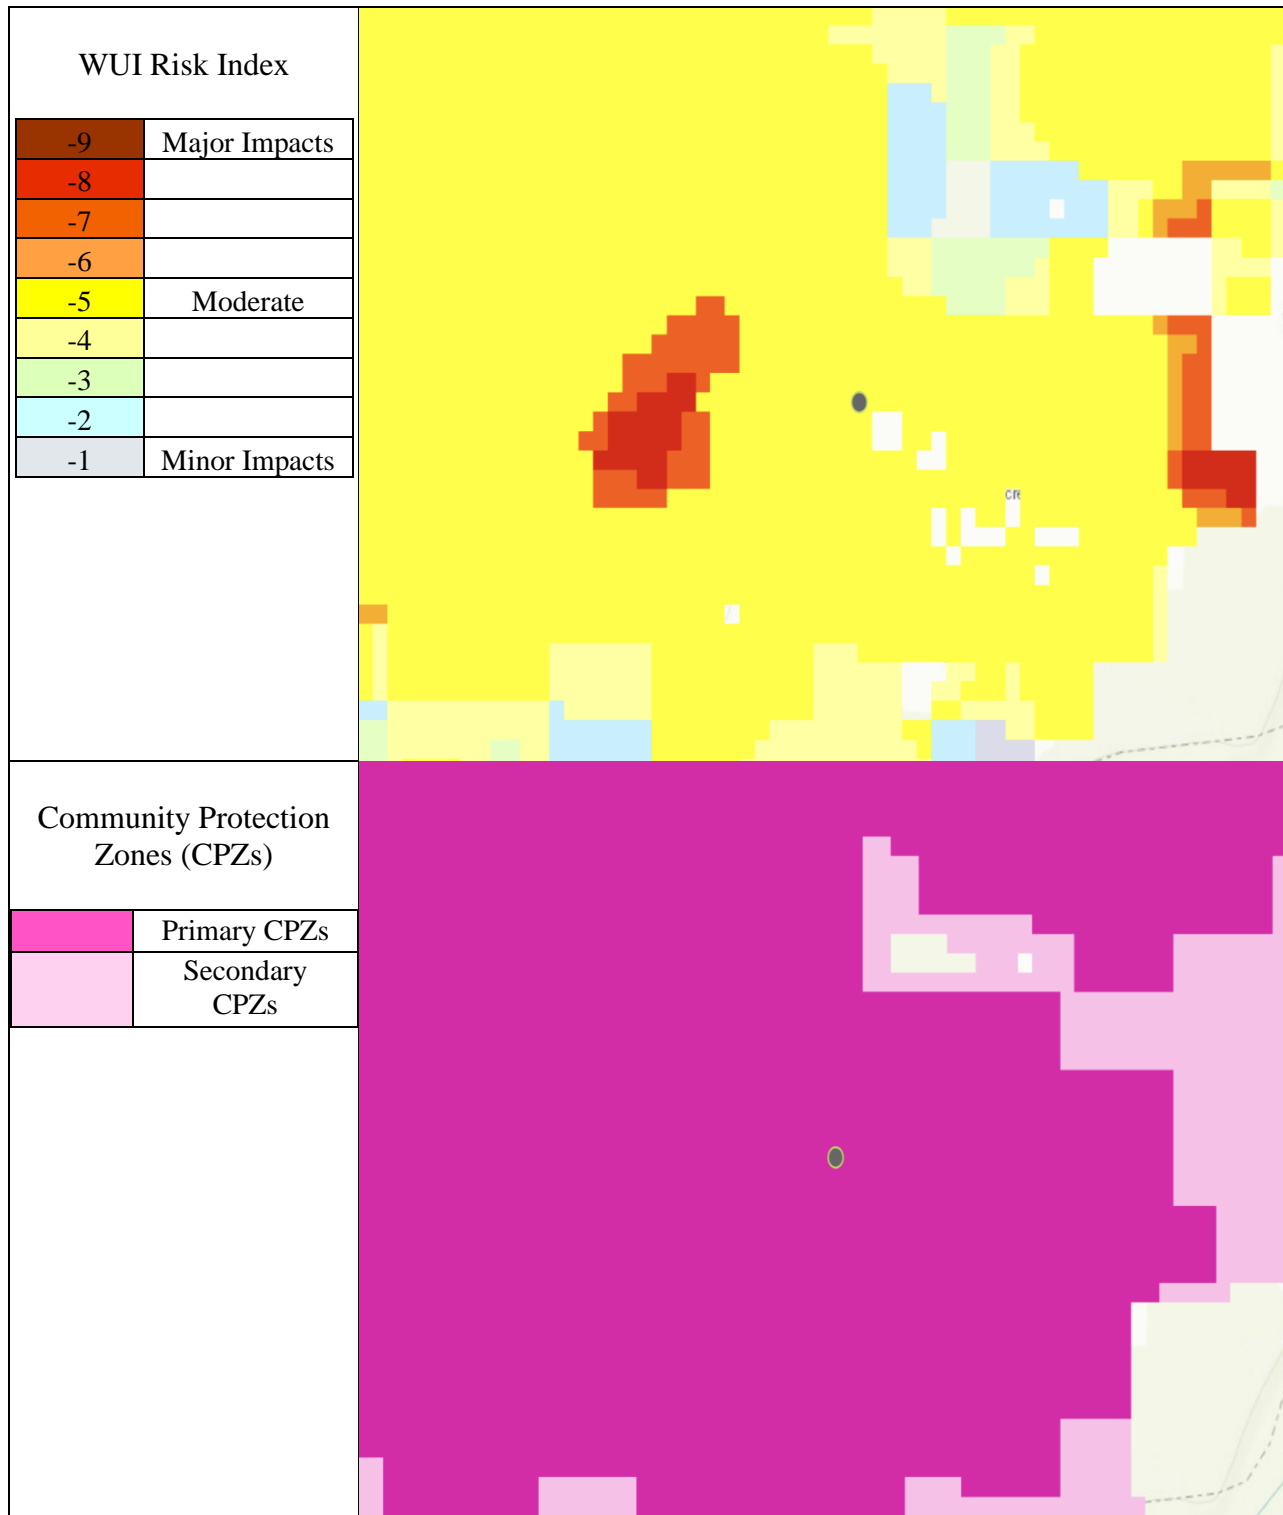 WUI Risk Index
-9 Major Impacts
-8
-7
-6
-5 Moderate
-4
-3
-2
-1 Minor Impacts
cre
Community Protection
Zones (CPZs)
Primary CPZs
Secondary
CPZs